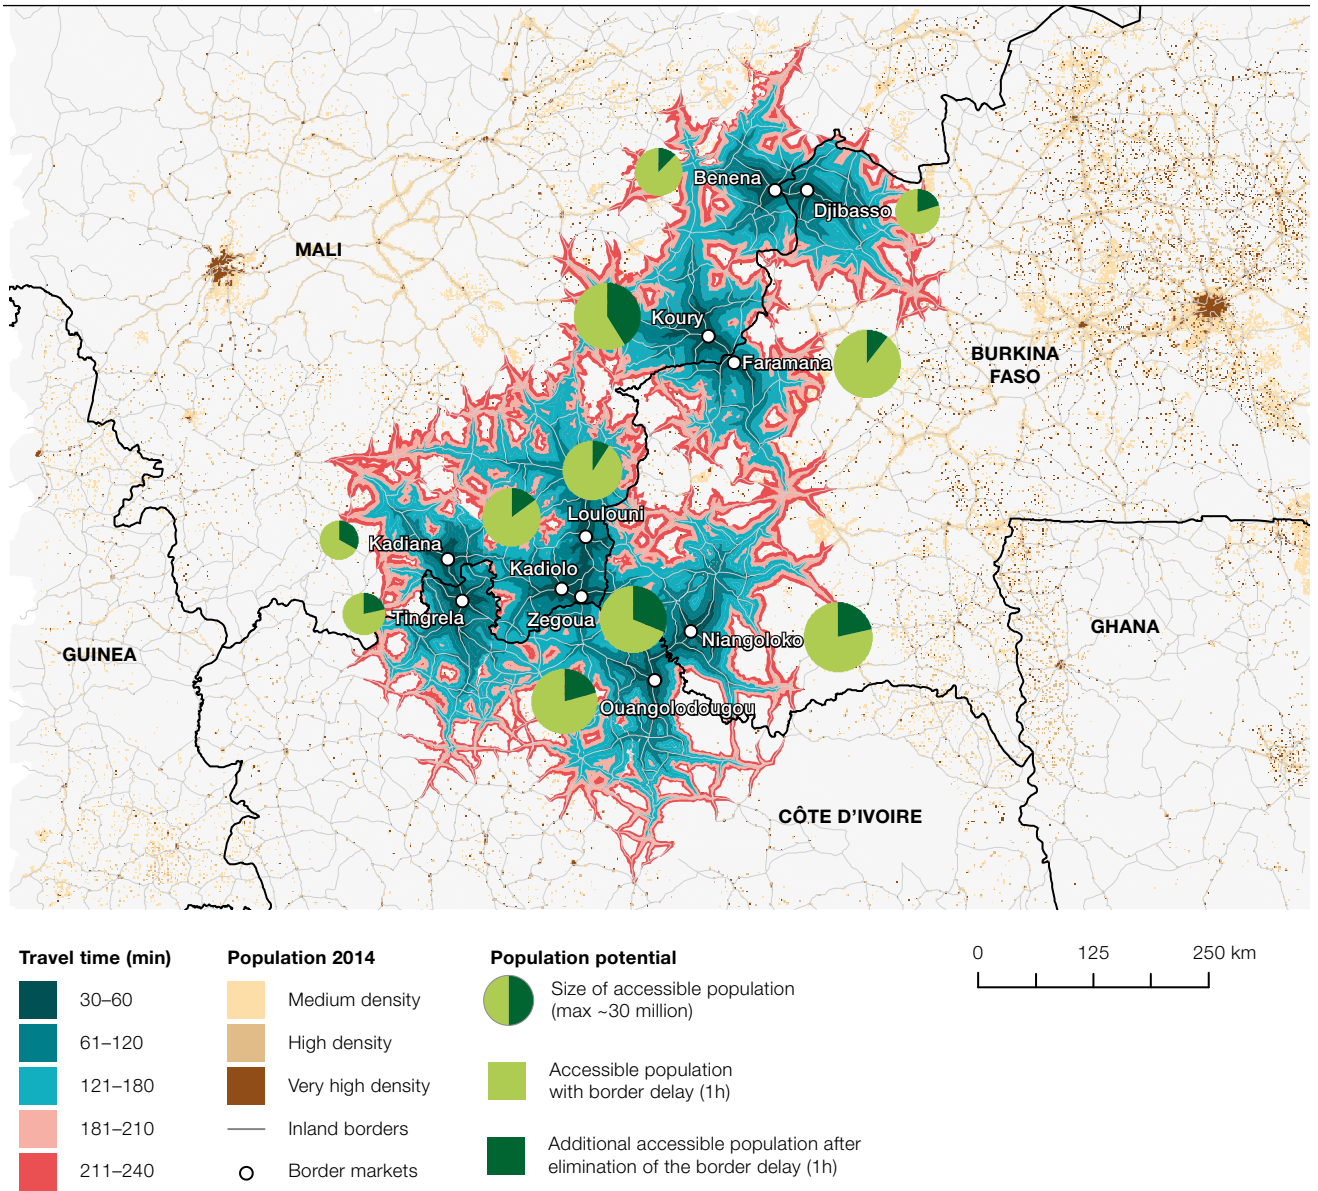 Benena
Djibasso
MALI
Koury
Faramana
BURKINA
FASO
Loulouni
Kadiana
Kadiolo
Tingrela
Zegoua
Niangoloko
GHANA
GUINEA
Ouangolodougou
CÔTE D'IVOIRE
Travel time (min)
30–60
61–120
121–180
181–210
211–240
Population 2014
Medium density
High density
Very high density
Inland borders
Border markets
Population potential
Size of accessible population
(max ~30 million)
Accessible population
with border delay (1h)
Additional accessible population after
elimination of the border delay (1h)
0 125 250 km